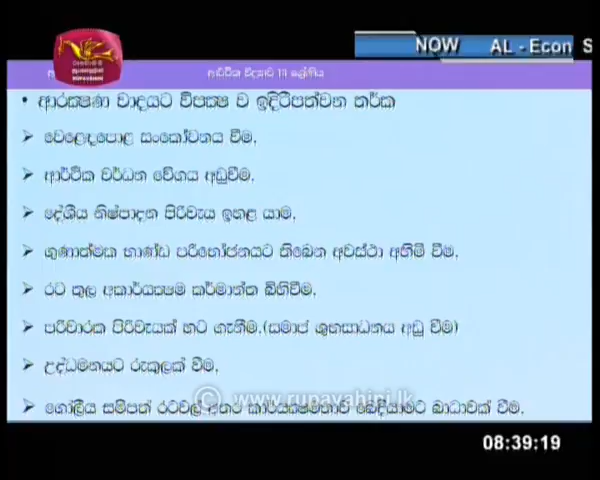 NOW AL - Econ S
ආර්ථික විද්‍යාව 111 ශ්‍රේණිය
• ආරක්ෂණ වාදයට විපක්ෂ ව ඉදිරිපත්වන තර්ක
➢ වෙළෙඳපොළ සංකෝචනය වීම.
➢ ආර්ථික වර්ධන වේගය අඩුවීම.
➢ දේශීය නිෂ්පාදන පිරිවැය ඉහළ යාම.
➢ ගුණාත්මක භාණ්ඩ පරිභෝජනයට තිබෙන අවස්ථා අහිමි වීම.
➢ රට තුල අකාර්යක්ෂම කර්මාන්ත බිහිවීම.
➢ පරිචාරක පිරිවැයක් හට ගැනීම.(සමාජ ශුභසාධනය අඩු වීම)
➢ උද්ධමනයට රුකුලක් වීම.
© www.rupavahini.lk
➢ ගෝලීය සම්පත් රටවල් අතර කාර්යක්ෂමතාව බෙදීයාමට බාධාවක් වීම.
08:39:19